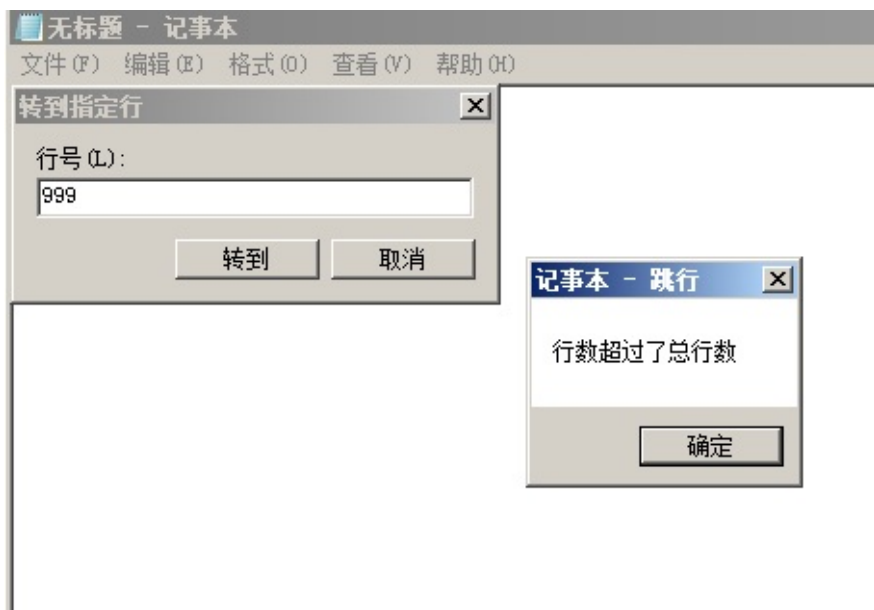 无标题 - 记事本
文件(F) 编辑(E) 格式(O) 查看(V) 帮助(H)
转到指定行
行号(L):
999
转到 取消
记事本 - 跳行
行数超过了总行数
确定